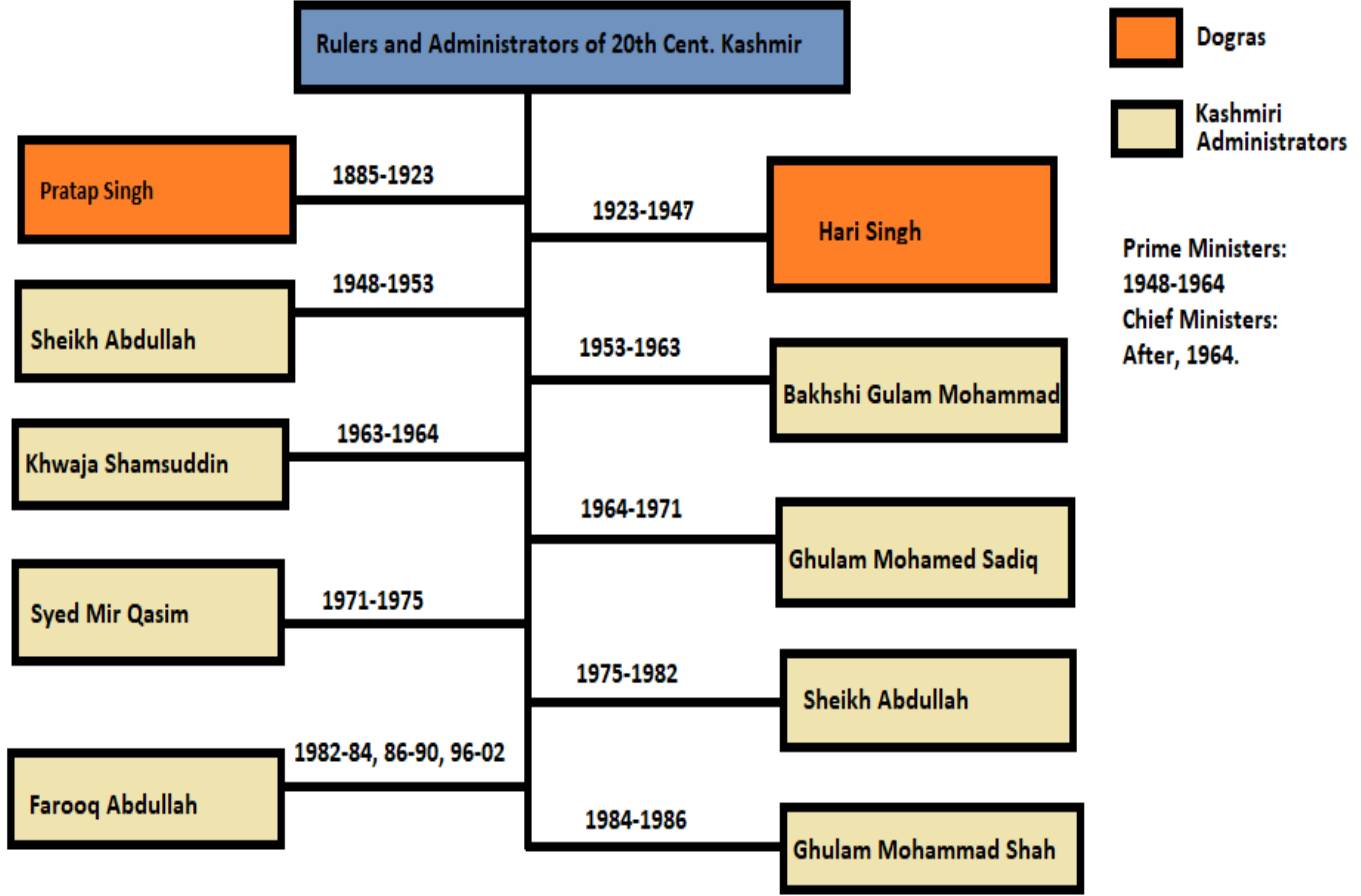 Rulers and Administrators of 20th Cent. Kashmir
Dogras
Kashmiri
Administrators
Pratap Singh
1885-1923
1923-1947
Hari Singh
Prime Ministers:
1948-1964
Chief Ministers:
After, 1964.
Sheikh Abdullah
1948-1953
1953-1963
Bakhshi Gulam Mohammad
Khwaja Shamsuddin
1963-1964
1964-1971
Ghulam Mohamed Sadiq
Syed Mir Qasim
1971-1975
1975-1982
Sheikh Abdullah
Farooq Abdullah
1982-84, 86-90, 96-02
1984-1986
Ghulam Mohammad Shah